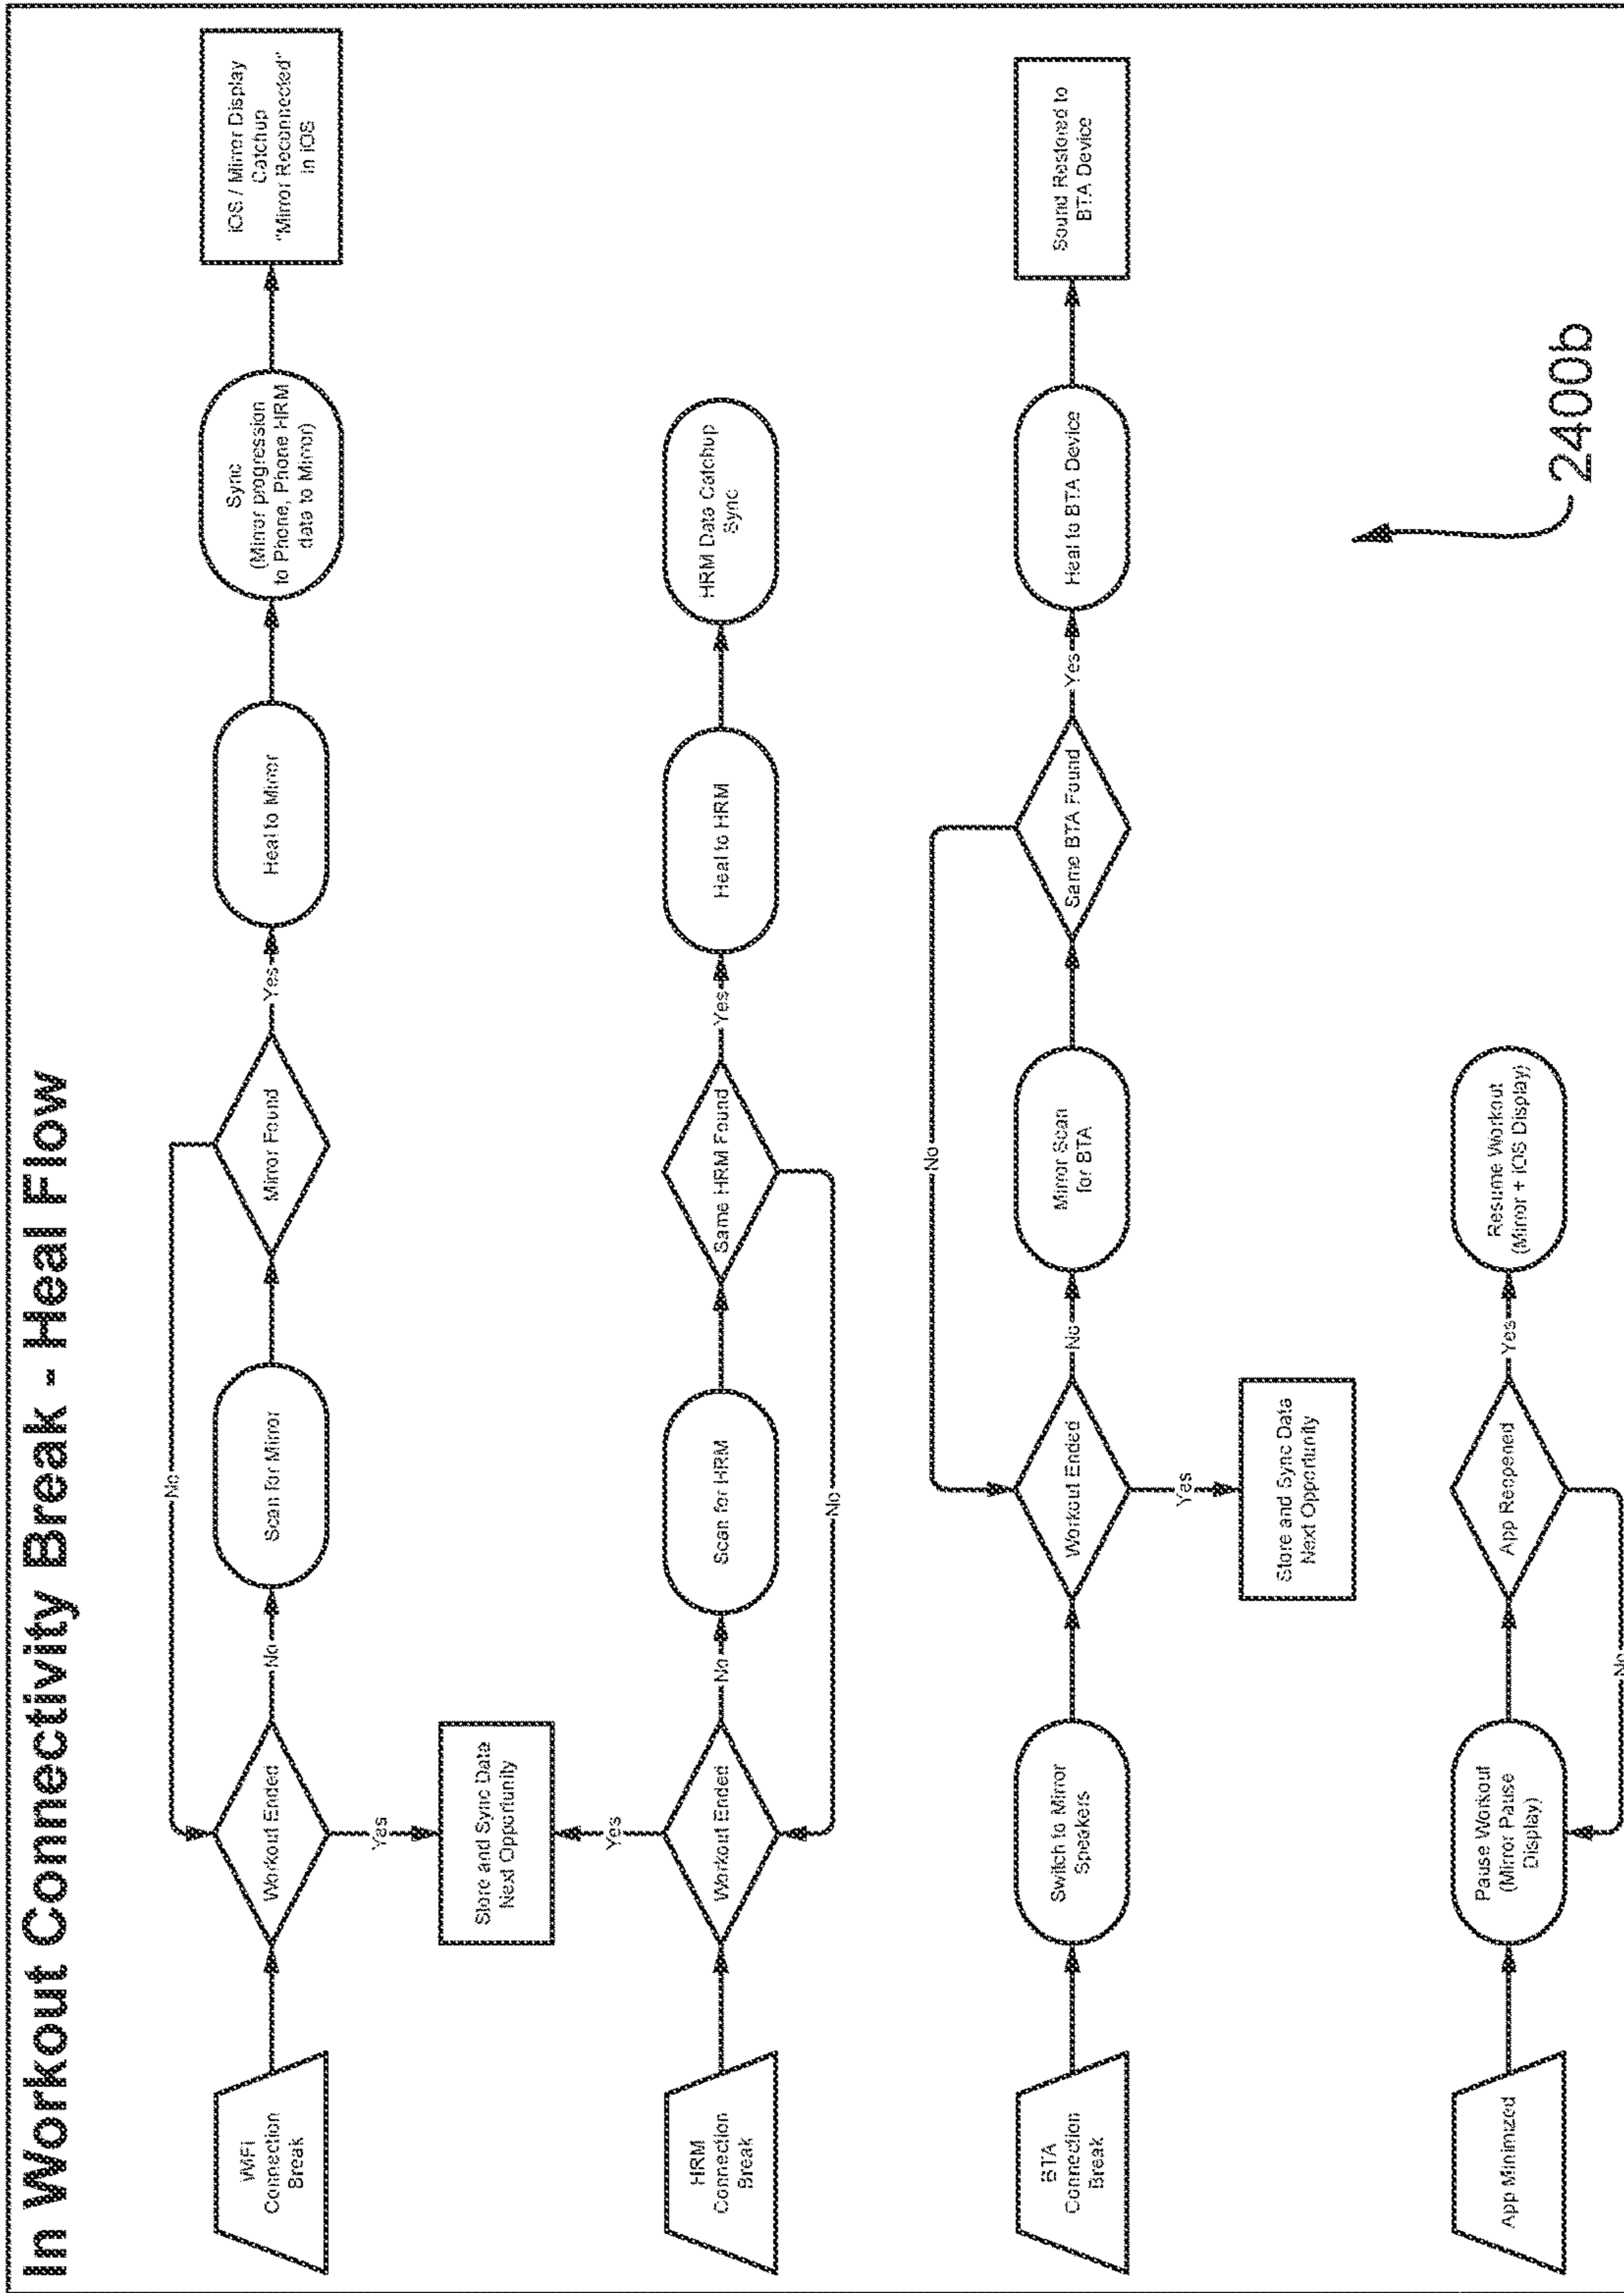 In Workout Connectivity Break - Heal Flow
WiFi
Connection
Break
Workout Ended
No
Scan for Mirror
Mirror Found
No
Yes
Heal to Mirror
Sync
(Mirror progression
to Phone, Phone HRM
data to Mirror)
iOS / Mirror Display
Catchup
"Mirror Reconnected"
in iOS
Yes
Store and Sync Data
Next Opportunity
Yes
HRM
Connection
Break
Workout Ended
No
Scan for HRM
Same HRM Found
No
Yes
Heal to HRM
HRM Data Catchup
Sync
BTA
Connection
Break
Switch to Mirror
Speakers
Workout Ended
No
Mirror Scan
for BTA
Same BTA Found
No
Yes
Heal to BTA Device
Sound Restored to
BTA Device
Yes
Store and Sync Data
Next Opportunity
App Minimized
Pause Workout
(Mirror Pause
Display)
App Reopened
Yes
Resume Workout
(Mirror + iOS Display)
No
2400b